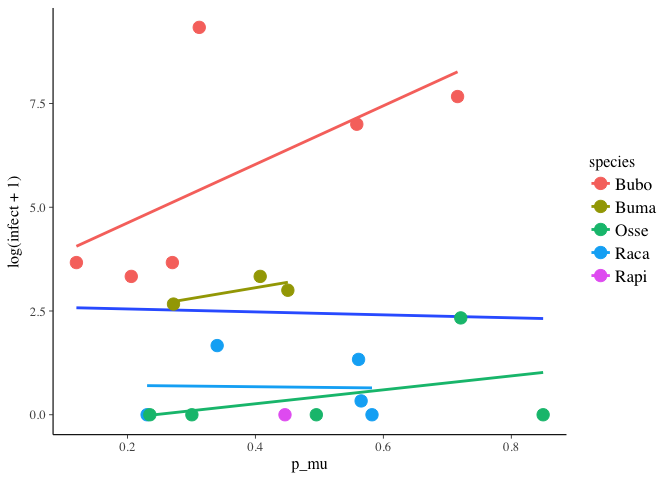 7.5
5.0
2.5
0.0
log(infect + 1)
0.2
0.4
0.6
0.8
p_mu
species
Bubo
Buma
Osse
Raca
Rapi